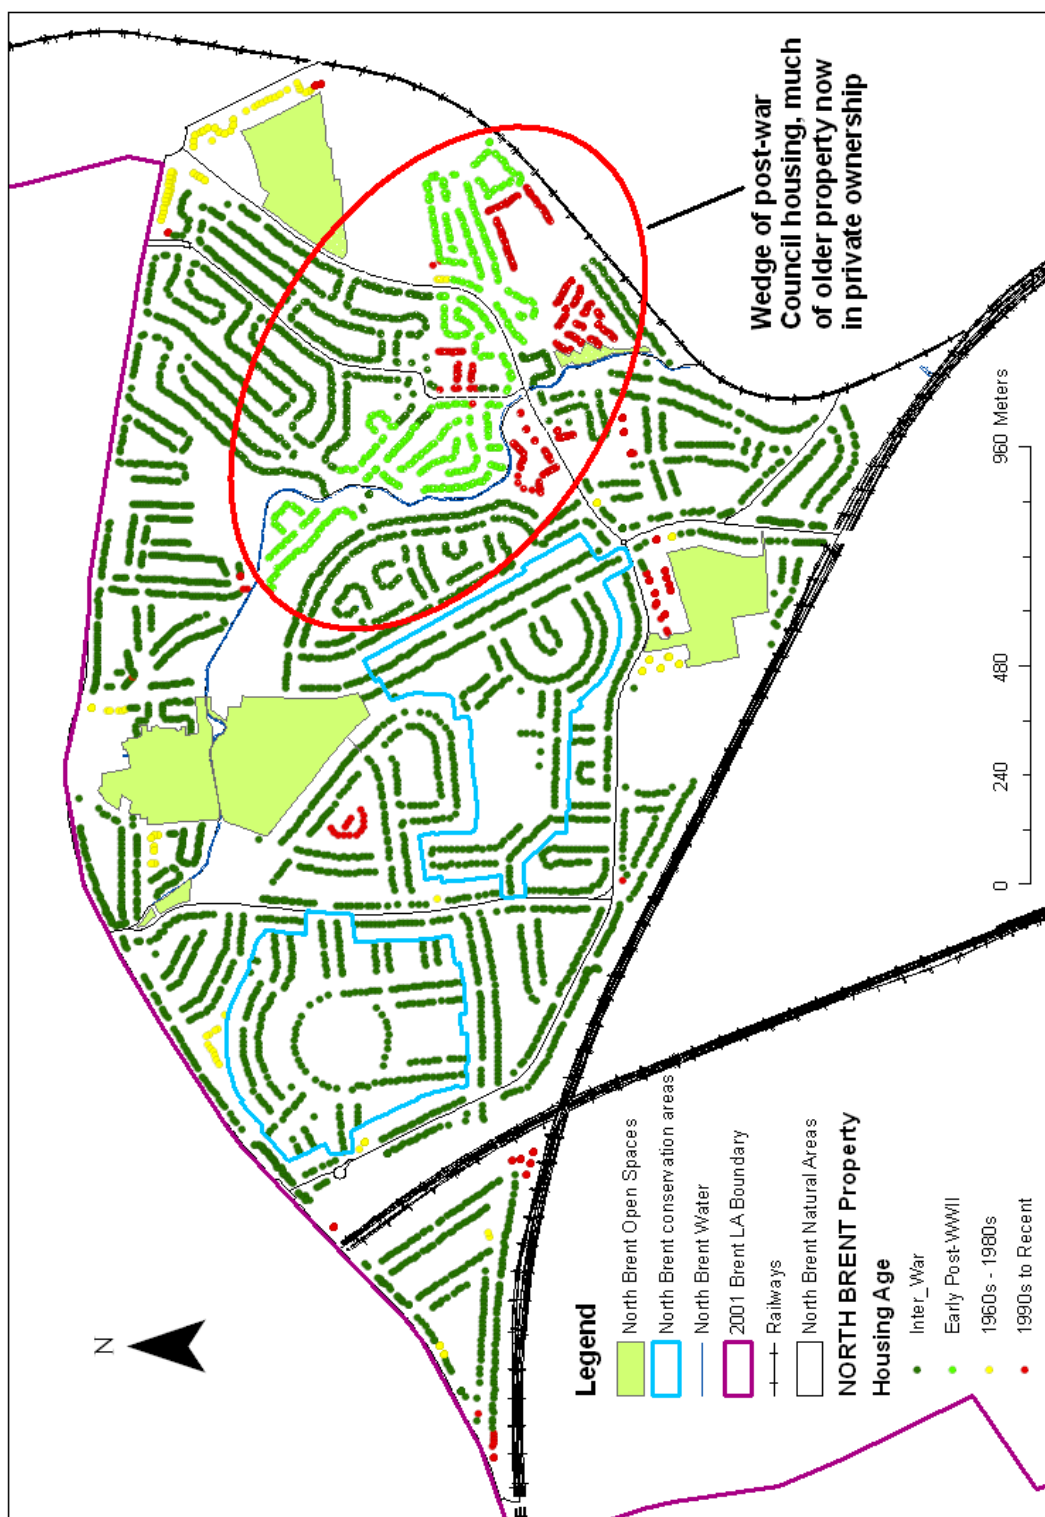 Wedge of post-war
Council housing, much
of older property now
in private ownership
N
Legend
North Brent Open Spaces
North Brent conservation areas
North Brent Water
2001 Brent LA Boundary
Railways
North Brent Natural Areas
NORTH BRENT Property
Housing Age
Inter_War
Early Post-WWII
1960s - 1980s
1990s to Recent
0 240 480 960 Meters